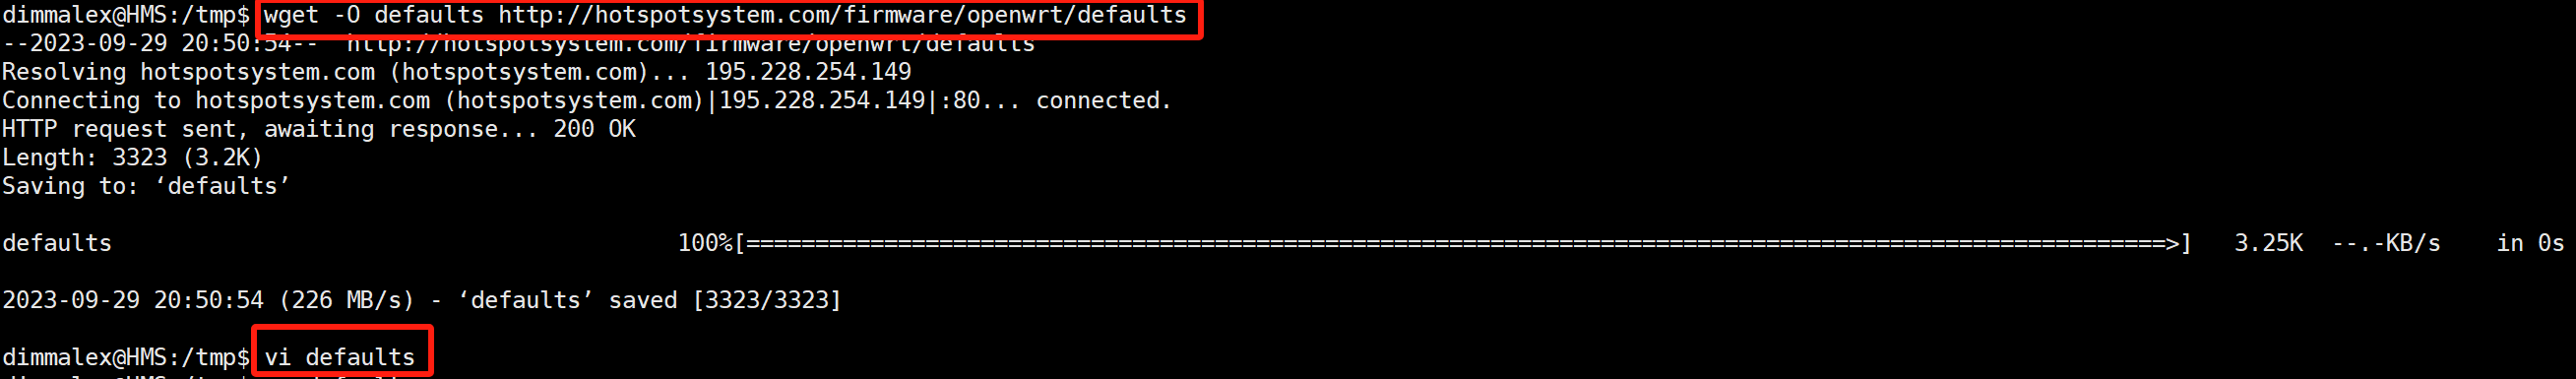 dimmalex@HMS:/tmp$ wget -O defaults http://hotspotsystem.com/firmware/openwrt/defaults
--2023-09-29 20:50:54--  http://hotspotsystem.com/firmware/openwrt/defaults
Resolving hotspotsystem.com (hotspotsystem.com)... 195.228.254.149
Connecting to hotspotsystem.com (hotspotsystem.com)|195.228.254.149|:80... connected.
HTTP request sent, awaiting response... 200 OK
Length: 3323 (3.2K)
Saving to: ‘defaults’
defaults 100%[=======================================================================================================>] 3.25K --.-KB/s in 0s
2023-09-29 20:50:54 (226 MB/s) - ‘defaults’ saved [3323/3323]
dimmalex@HMS:/tmp$ vi defaults